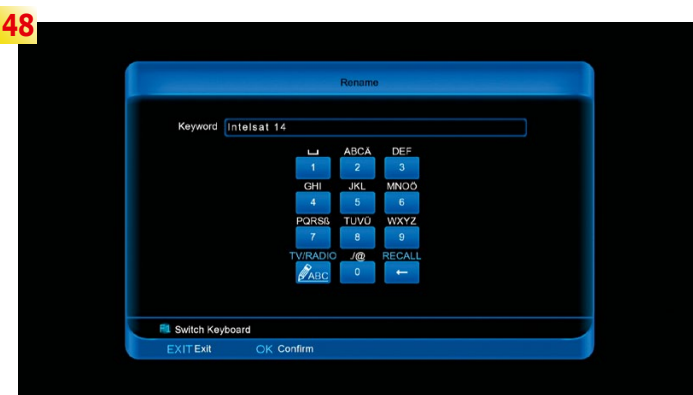 48
Rename
Keyword Intelsat 14
␣ ABCÄ DEF
1 2 3
GHI JKL MNOÖ
4 5 6
PQRSß TUVÜ WXYZ
7 8 9
TV/RADIO ./@ RECALL
ABC 0 ←
Switch Keyboard
EXIT Exit OK Confirm